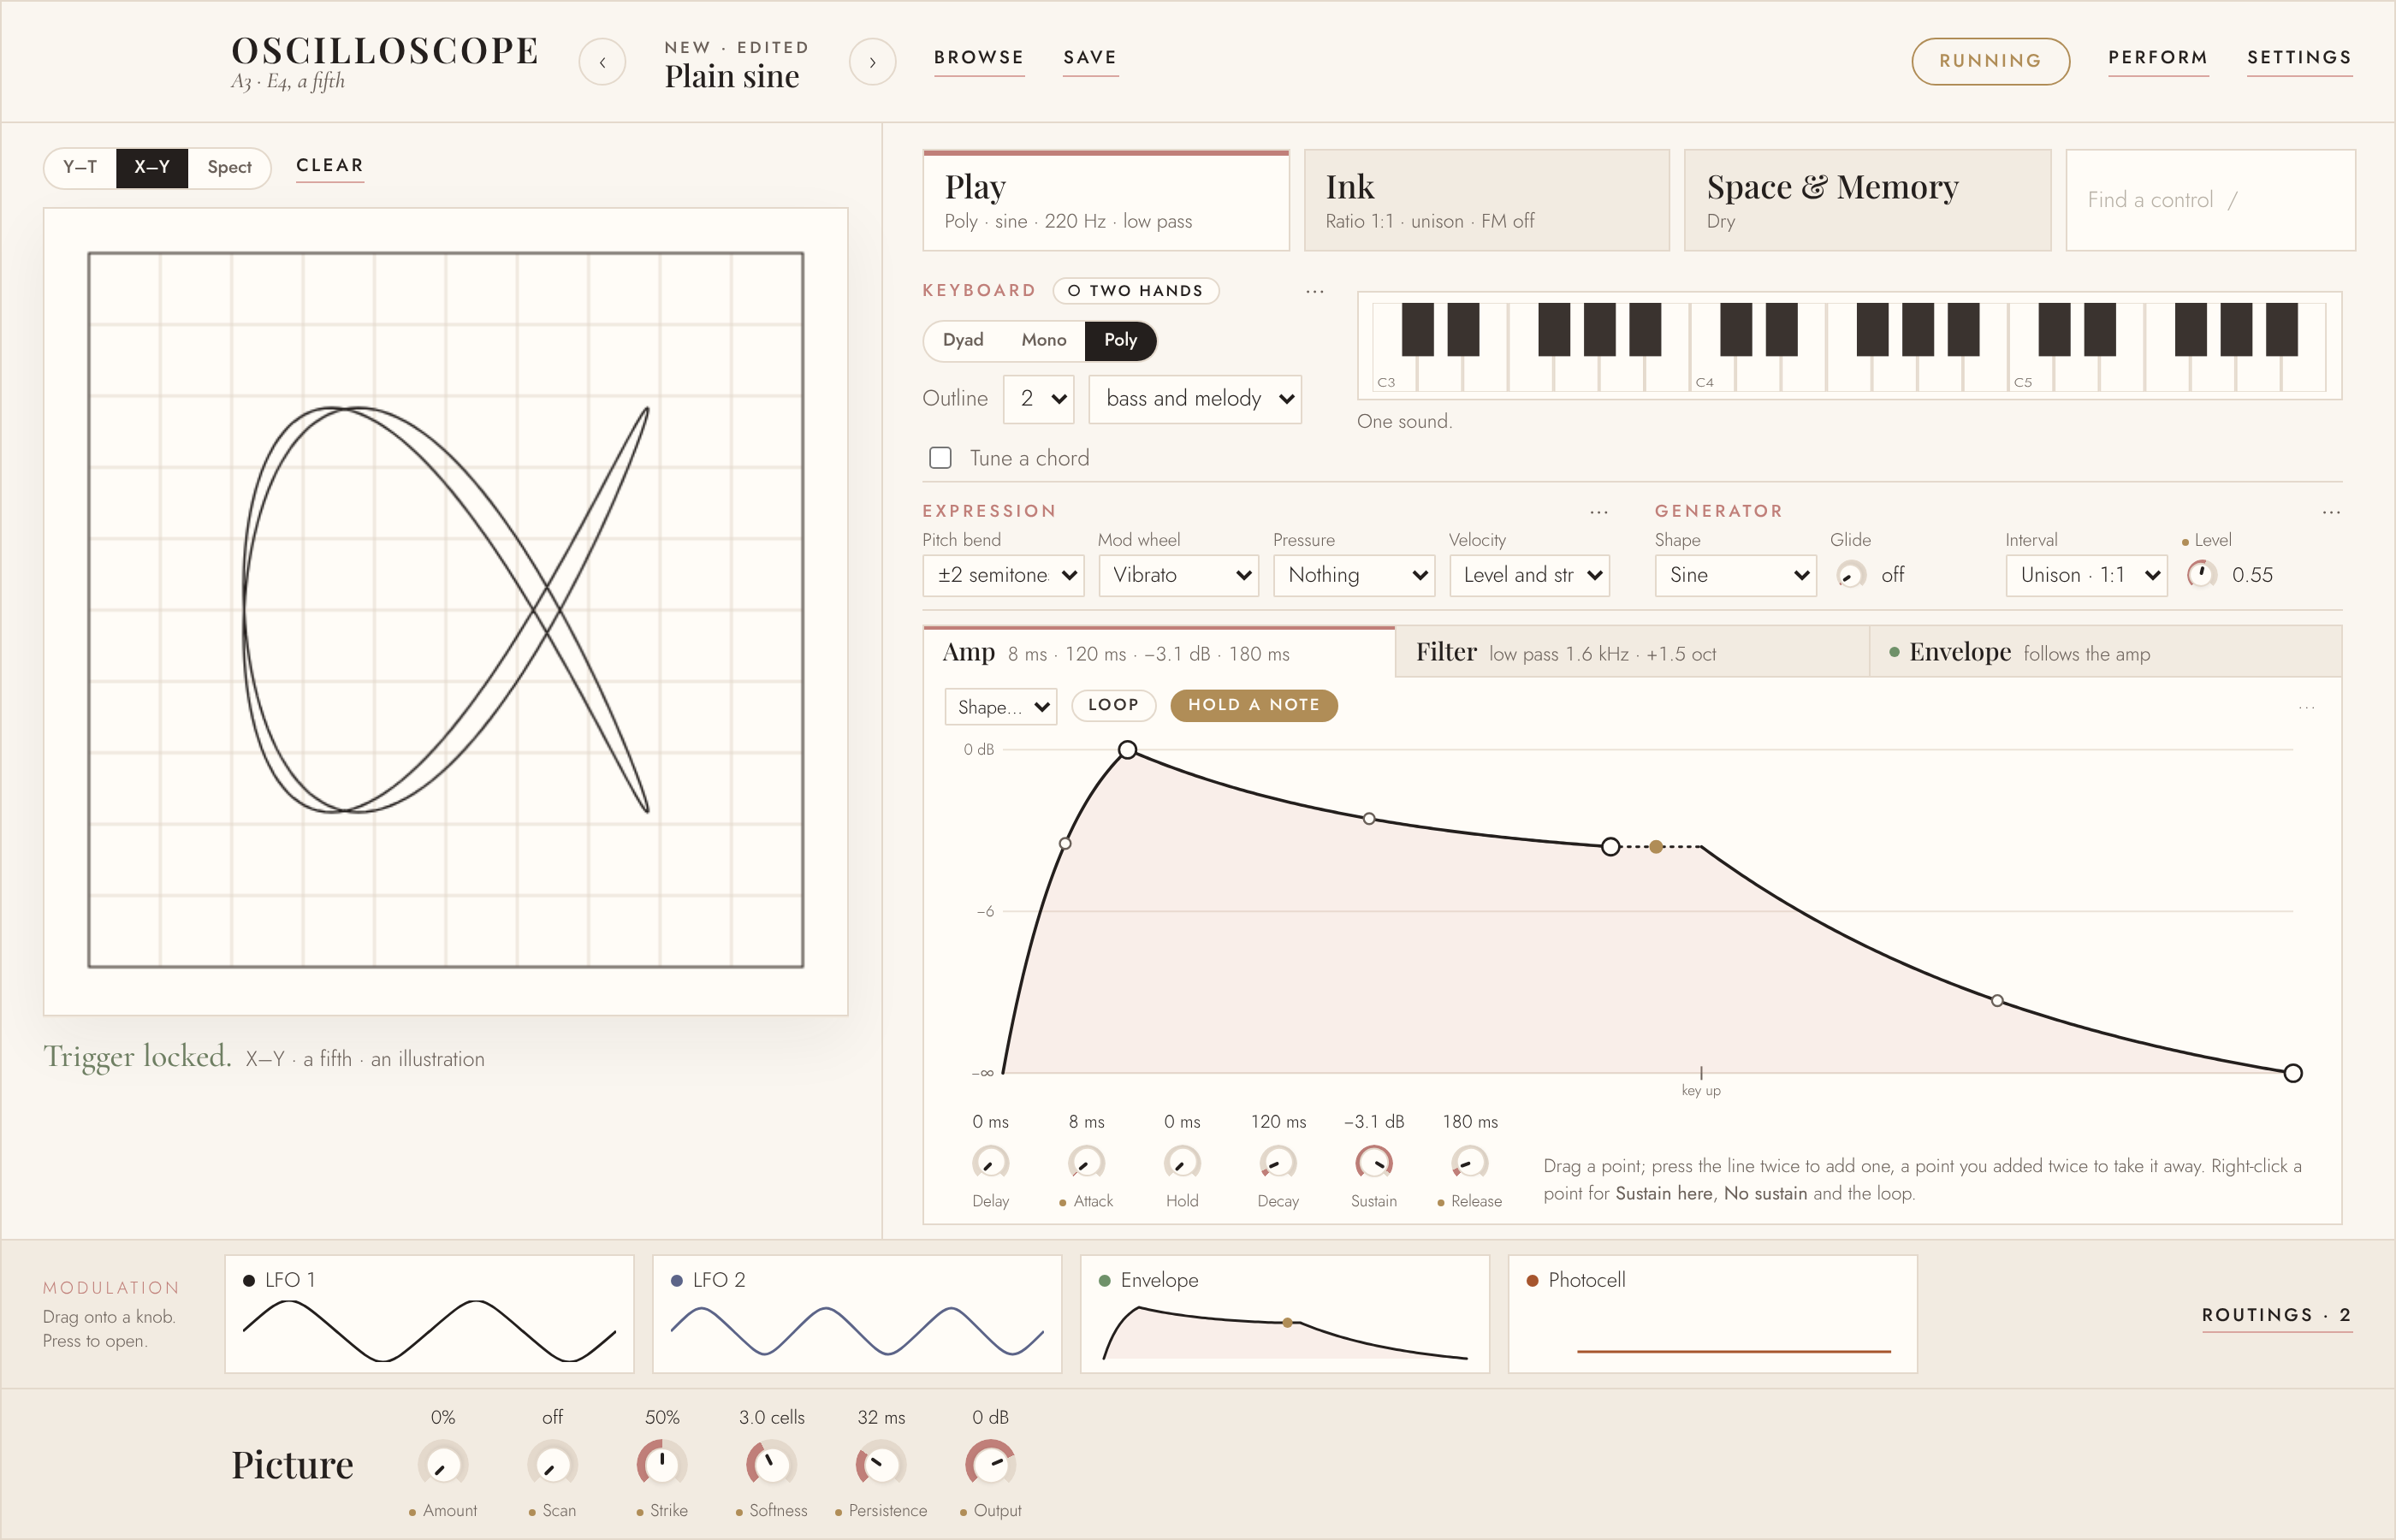 OSCILLOSCOPE
A3 · E4, a fifth
‹
NEW · EDITED
Plain sine
›
BROWSE
SAVE
RUNNING
PERFORM
SETTINGS
Y–T X–Y Spect
CLEAR
Trigger locked. X–Y · a fifth · an illustration
Play
Poly · sine · 220 Hz · low pass
Ink
Ratio 1:1 · unison · FM off
Space & Memory
Dry
Find a control /
KEYBOARD
TWO HANDS
...
Dyad Mono Poly
Outline 2 bass and melody
Tune a chord
C3 C4 C5
One sound.
EXPRESSION
...
Pitch bend Mod wheel Pressure Velocity
±2 semitone Vibrato Nothing Level and str
GENERATOR
...
Shape Glide Interval Level
Sine off Unison · 1:1 0.55
Amp 8 ms · 120 ms · −3.1 dB · 180 ms
Filter low pass 1.6 kHz · +1.5 oct
Envelope follows the amp
Shape... LOOP HOLD A NOTE
...
0 dB
−6
−∞
key up
0 ms 8 ms 0 ms 120 ms −3.1 dB 180 ms
Delay Attack Hold Decay Sustain Release
Drag a point; press the line twice to add one, a point you added twice to take it away. Right-click a
point for Sustain here, No sustain and the loop.
MODULATION
Drag onto a knob.
Press to open.
LFO 1
LFO 2
Envelope
Photocell
ROUTINGS · 2
Picture
0% off 50% 3.0 cells 32 ms 0 dB
Amount Scan Strike Softness Persistence Output